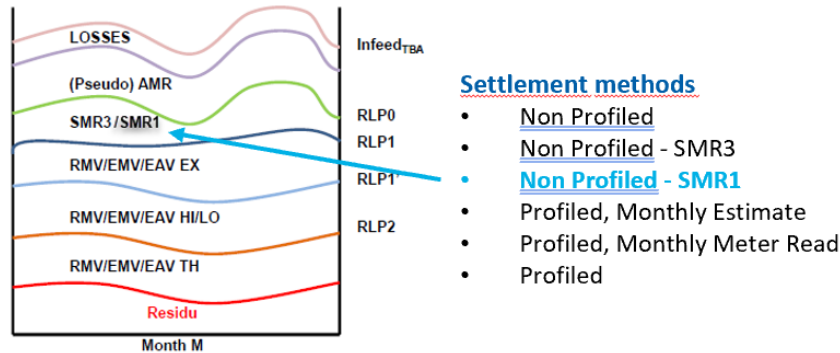 LOSSES
Infeed TBA
(Pseudo) AMR
SMR3/SMR1
RLP0
RLP1
RMV/EMV/EAV EX
RLP1'
RMV/EMV/EAV HI/LO
RLP2
RMV/EMV/EAV TH
Residu
Month M
Settlement methods
• Non Profiled
• Non Profiled - SMR3
• Non Profiled - SMR1
• Profiled, Monthly Estimate
• Profiled, Monthly Meter Read
• Profiled